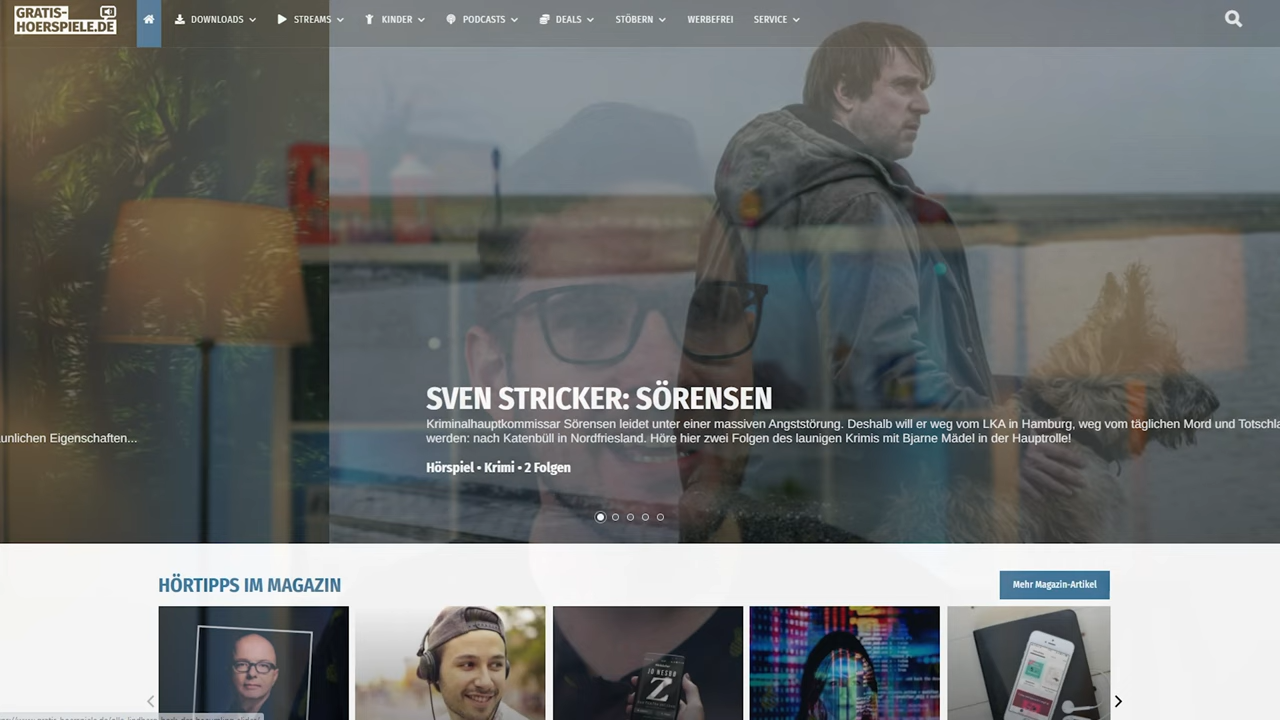 GRATIS-
HOERSPIELE.DE
DOWNLOADS
STREAMS
KINDER
PODCASTS
DEALS
STÖBERN
WERBEFREI
SERVICE
SVEN STRICKER: SÖRENSEN
Kriminalhauptkommissar Sörensen leidet unter einer massiven Angststörung. Deshalb will er weg vom LKA in Hamburg, weg vom täglichen Mord und Totschla
unlichen Eigenschaften...
werden: nach Katenbüll in Nordfriesland. Höre hier zwei Folgen des launigen Krimis mit Bjarne Mädel in der Hauptrolle!
Hörspiel • Krimi • 2 Folgen
HÖRTIPPS IM MAGAZIN
Mehr Magazin-Artikel
JO NESBØ